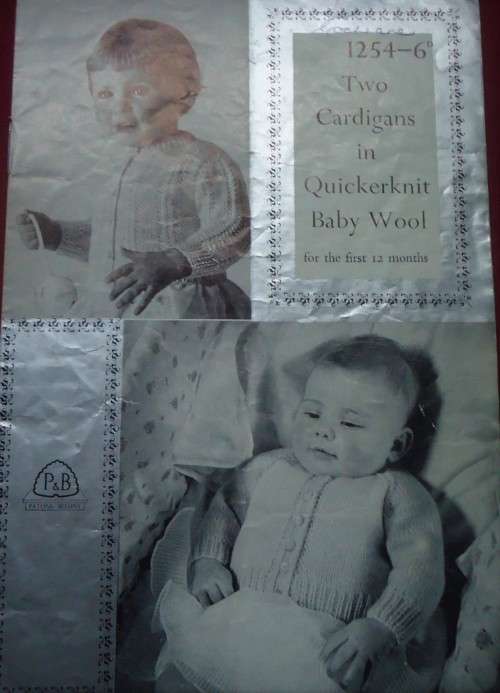 1254-6ᴰ
Two
Cardigans
in
Quickerknit
Baby Wool
for the first 12 months
P&B